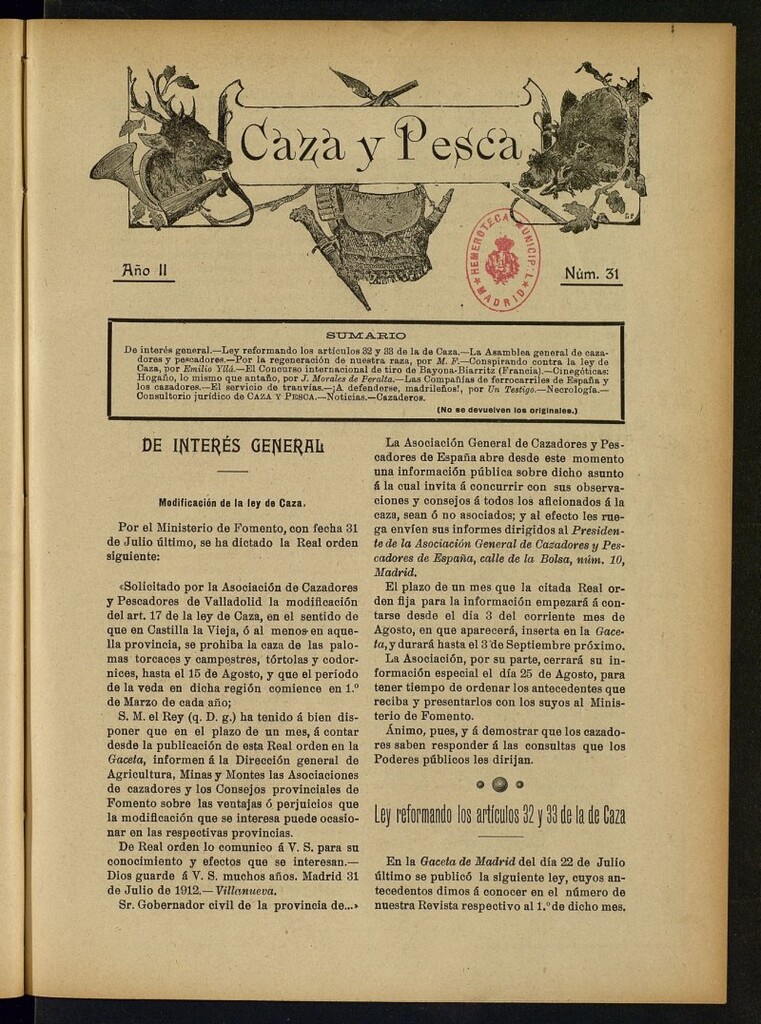 Caza y Pesca
Año II
HEMEROTECA MUNICIPAL
MADRID
Núm. 31
SUMARIO
De interés general.—Ley reformando los artículos 32 y 33 de la de Caza.—La Asamblea general de caza-
dores y pescadores.—Por la regeneración de nuestra raza, por M. F.—Conspirando contra la ley de
Caza, por Emilio Yllá.—El Concurso internacional de tiro de Bayona-Biarritz (Francia).—Cinegéticas:
Hogaño, lo mismo que antaño, por J. Morales de Peralta.—Las Compañías de ferrocarriles de España y
los cazadores.—El servicio de tranvías.—¡A defenderse, madrileños!, por Un Testigo.—Necrología.—
Consultorio jurídico de CAZA Y PESCA.—Noticias.—Cazaderos.
(No se devuelven los originales.)
DE INTERÉS GENERAL
Modificación de la ley de Caza.
Por el Ministerio de Fomento, con fecha 31
de Julio último, se ha dictado la Real orden
siguiente:
«Solicitado por la Asociación de Cazadores
y Pescadores de Valladolid la modificación
del art. 17 de la ley de Caza, en el sentido de
que en Castilla la Vieja, ó al menos en aque-
lla provincia, se prohiba la caza de las palo-
mas torcaces y campestres, tórtolas y codor-
nices, hasta el 15 de Agosto, y que el período
de la veda en dicha región comience en 1.º
de Marzo de cada año;
S. M. el Rey (q. D. g.) ha tenido á bien dis-
poner que en el plazo de un mes, á contar
desde la publicación de esta Real orden en la
Gaceta, informen á la Dirección general de
Agricultura, Minas y Montes las Asociaciones
de cazadores y los Consejos provinciales de
Fomento sobre las ventajas ó perjuicios que
la modificación que se interesa puede ocasio-
nar en las respectivas provincias.
De Real orden lo comunico á V. S. para su
conocimiento y efectos que se interesan.—
Dios guarde á V. S. muchos años. Madrid 31
de Julio de 1912.—Villanueva.
Sr. Gobernador civil de la provincia de...»
La Asociación General de Cazadores y Pes-
cadores de España abre desde este momento
una información pública sobre dicho asunto
á la cual invita á concurrir con sus observa-
ciones y consejos á todos los aficionados á la
caza, sean ó no asociados; y al efecto les rue-
ga envíen sus informes dirigidos al Presiden-
te de la Asociación General de Cazadores y Pes-
cadores de España, calle de la Bolsa, núm. 10,
Madrid.
El plazo de un mes que la citada Real or-
den fija para la información empezará á con-
tarse desde el día 3 del corriente mes de
Agosto, en que aparecerá, inserta en la Gace-
ta, y durará hasta el 3 de Septiembre próximo.
La Asociación, por su parte, cerrará su in-
formación especial el día 25 de Agosto, para
tener tiempo de ordenar los antecedentes que
reciba y presentarlos con los suyos al Minis-
terio de Fomento.
Ánimo, pues, y á demostrar que los cazado-
res saben responder á las consultas que los
Poderes públicos les dirijan.
Ley reformando los artículos 32 y 33 de la de Caza
En la Gaceta de Madrid del día 22 de Julio
último se publicó la siguiente ley, cuyos an-
tecedentes dimos á conocer en el número de
nuestra Revista respectivo al 1.º de dicho mes.